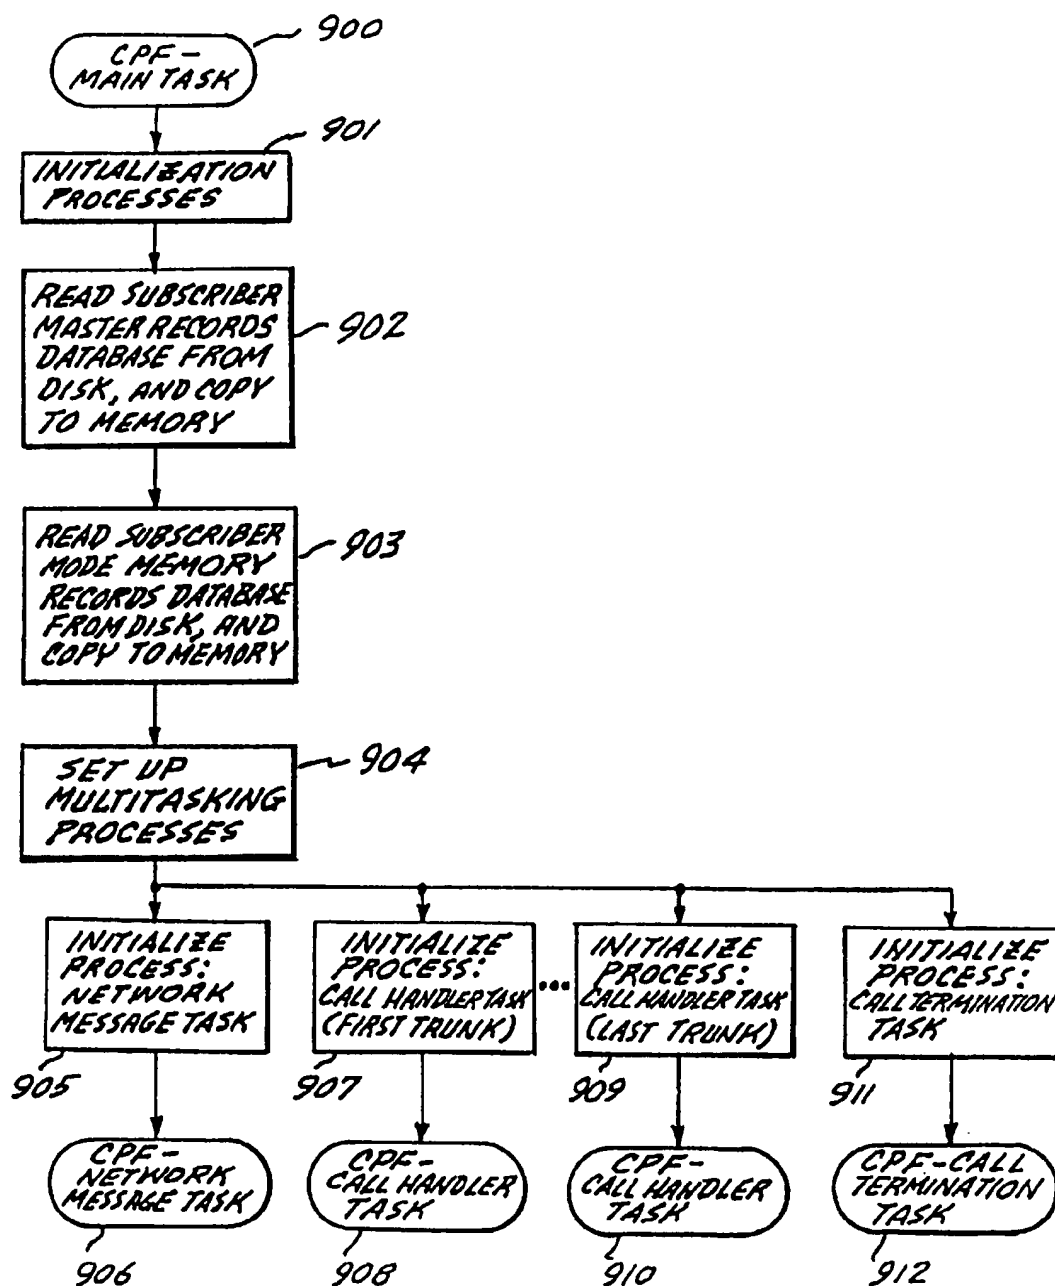 900
CPF-
MAIN TASK
901
INITIALIZATION
PROCESSES
READ SUBSCRIBER
MASTER RECORDS
DATABASE FROM
DISK, AND COPY
TO MEMORY
902
READ SUBSCRIBER
MODE MEMORY
RECORDS DATABASE
FROM DISK, AND
COPY TO MEMORY
903
SET UP
MULTITASKING
PROCESSES
904
INITIALIZE
PROCESS:
NETWORK
MESSAGE TASK
905
INITIALIZE
PROCESS:
CALL HANDLER TASK
(FIRST TRUNK)
907
...
INITIALIZE
PROCESS:
CALL HANDLER TASK
(LAST TRUNK)
909
INITIALIZE
PROCESS:
CALL TERMINATION
TASK
911
CPF-
NETWORK
MESSAGE TASK
906
CPF-
CALL HANDLER
TASK
908
CPF-
CALL HANDLER
TASK
910
CPF-CALL
TERMINATION
TASK
912